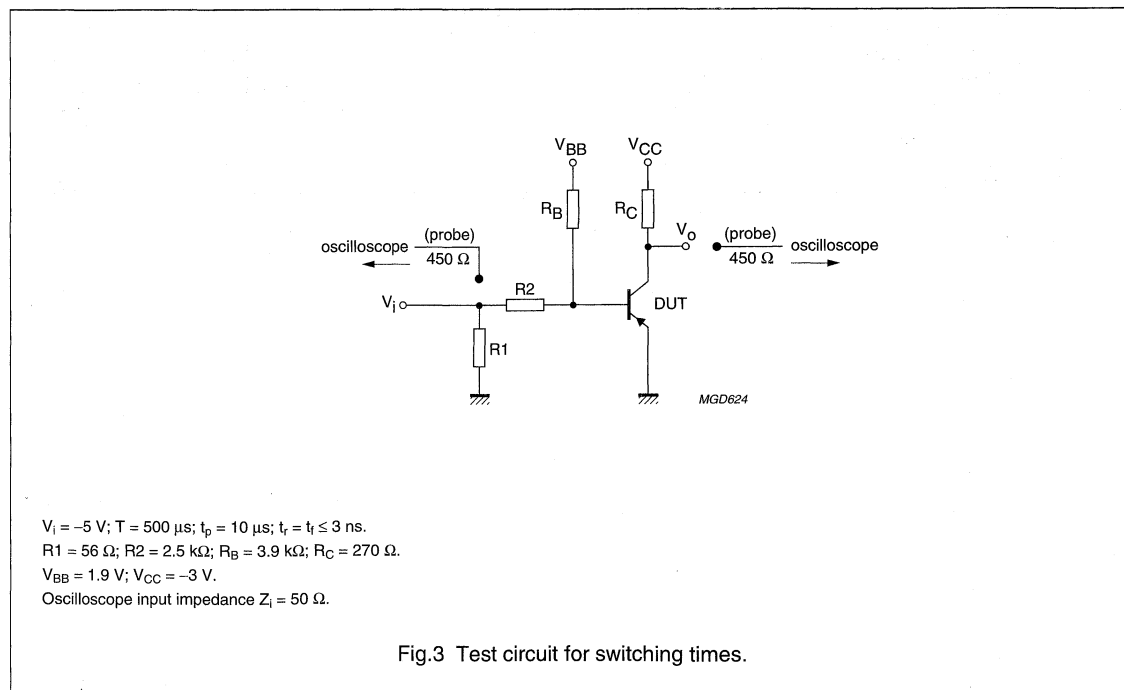 V_BB V_CC
R_B R_C
V_o
oscilloscope (probe) 450 Ω
(probe) 450 Ω oscilloscope
R2
V_i
DUT
R1
MGD624
V_i = −5 V; T = 500 μs; t_p = 10 μs; t_r = t_f ≤ 3 ns.
R1 = 56 Ω; R2 = 2.5 kΩ; R_B = 3.9 kΩ; R_C = 270 Ω.
V_BB = 1.9 V; V_CC = −3 V.
Oscilloscope input impedance Z_i = 50 Ω.
Fig.3 Test circuit for switching times.